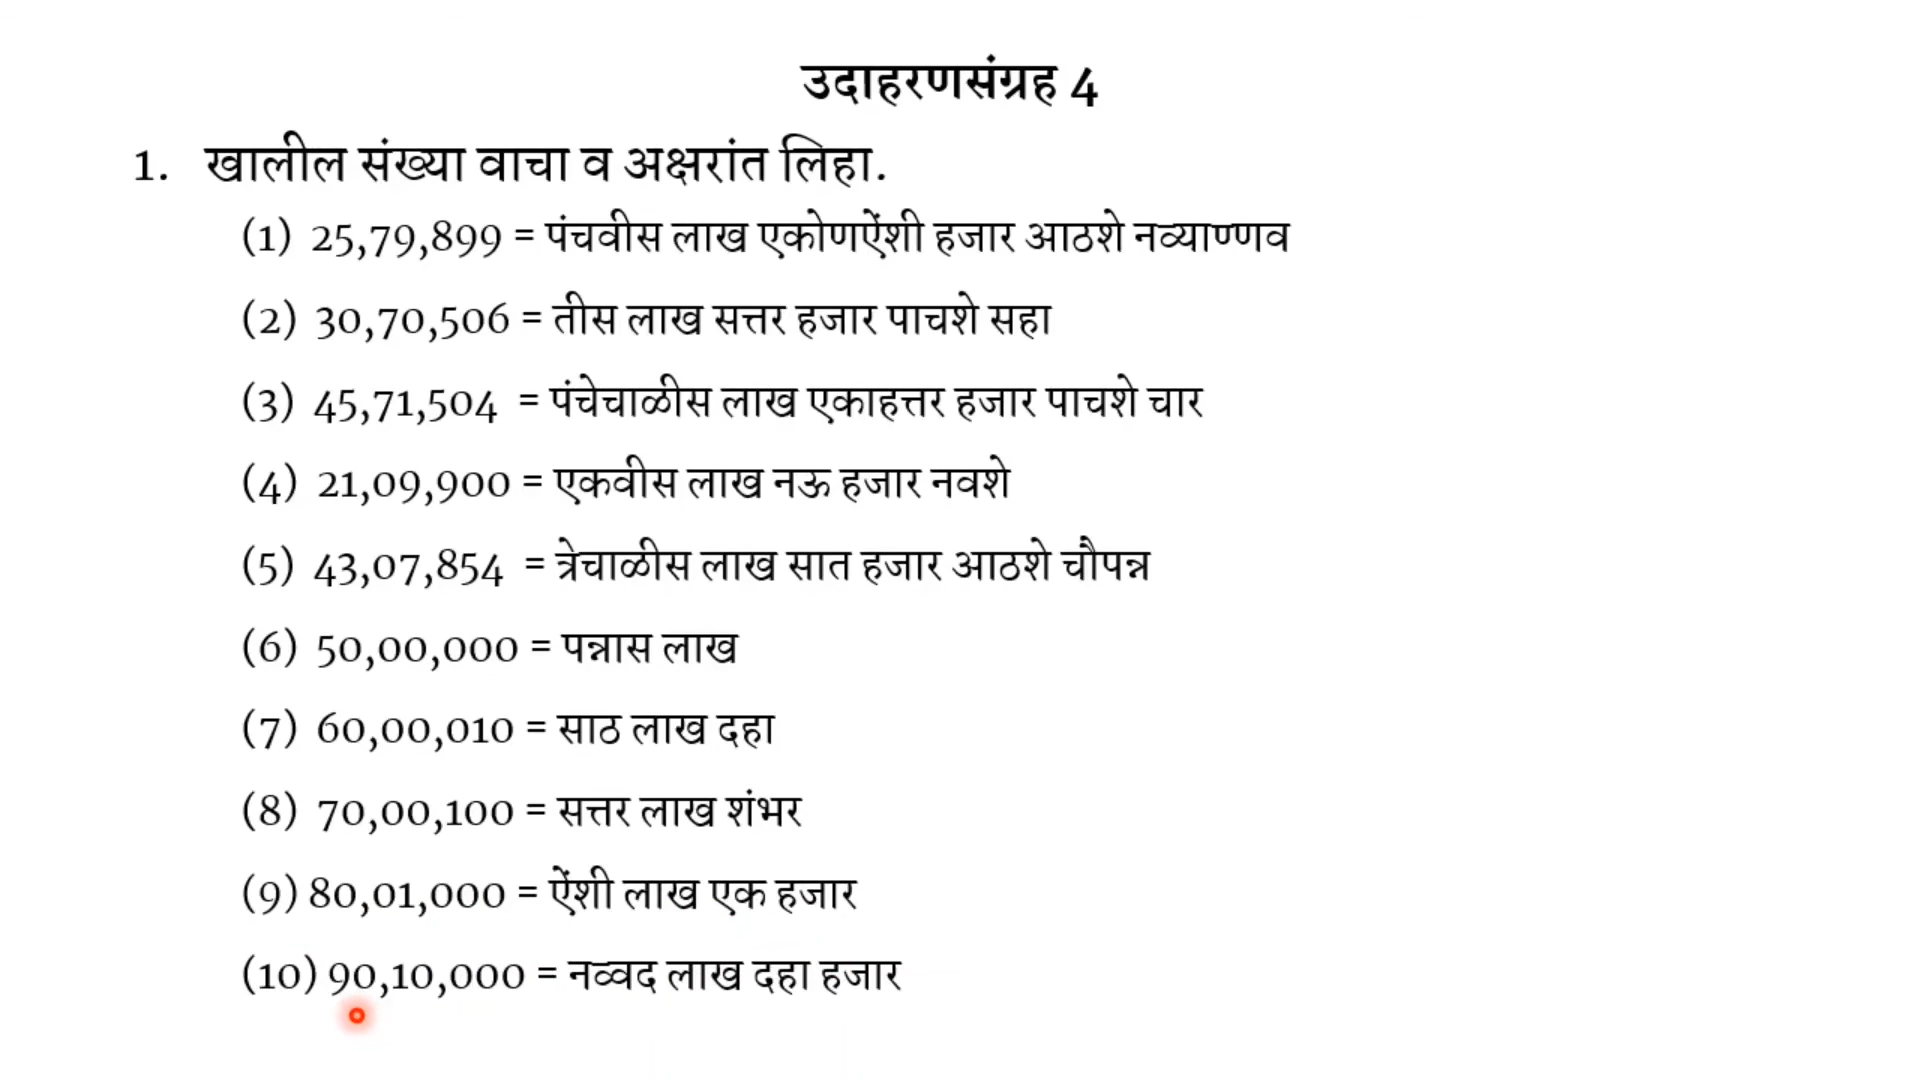 उदाहरणसंग्रह 4
1. खालील संख्या वाचा व अक्षरांत लिहा.
(1) 25,79,899 = पंचवीस लाख एकोणऐंशी हजार आठशे नव्याण्णव
(2) 30,70,506 = तीस लाख सत्तर हजार पाचशे सहा
(3) 45,71,504 = पंचेचाळीस लाख एकाहत्तर हजार पाचशे चार
(4) 21,09,900 = एकवीस लाख नऊ हजार नवशे
(5) 43,07,854 = त्रेचाळीस लाख सात हजार आठशे चौपन्न
(6) 50,00,000 = पन्नास लाख
(7) 60,00,010 = साठ लाख दहा
(8) 70,00,100 = सत्तर लाख शंभर
(9) 80,01,000 = ऐंशी लाख एक हजार
(10) 90,10,000 = नव्वद लाख दहा हजार